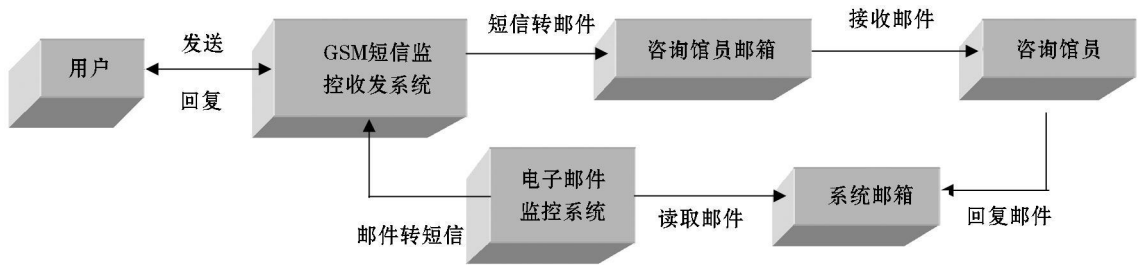 发送
用户
回复
GSM短信监
控收发系统
短信转邮件
咨询馆员邮箱
接收邮件
咨询馆员
邮件转短信
电子邮件
监控系统
读取邮件
系统邮箱
回复邮件